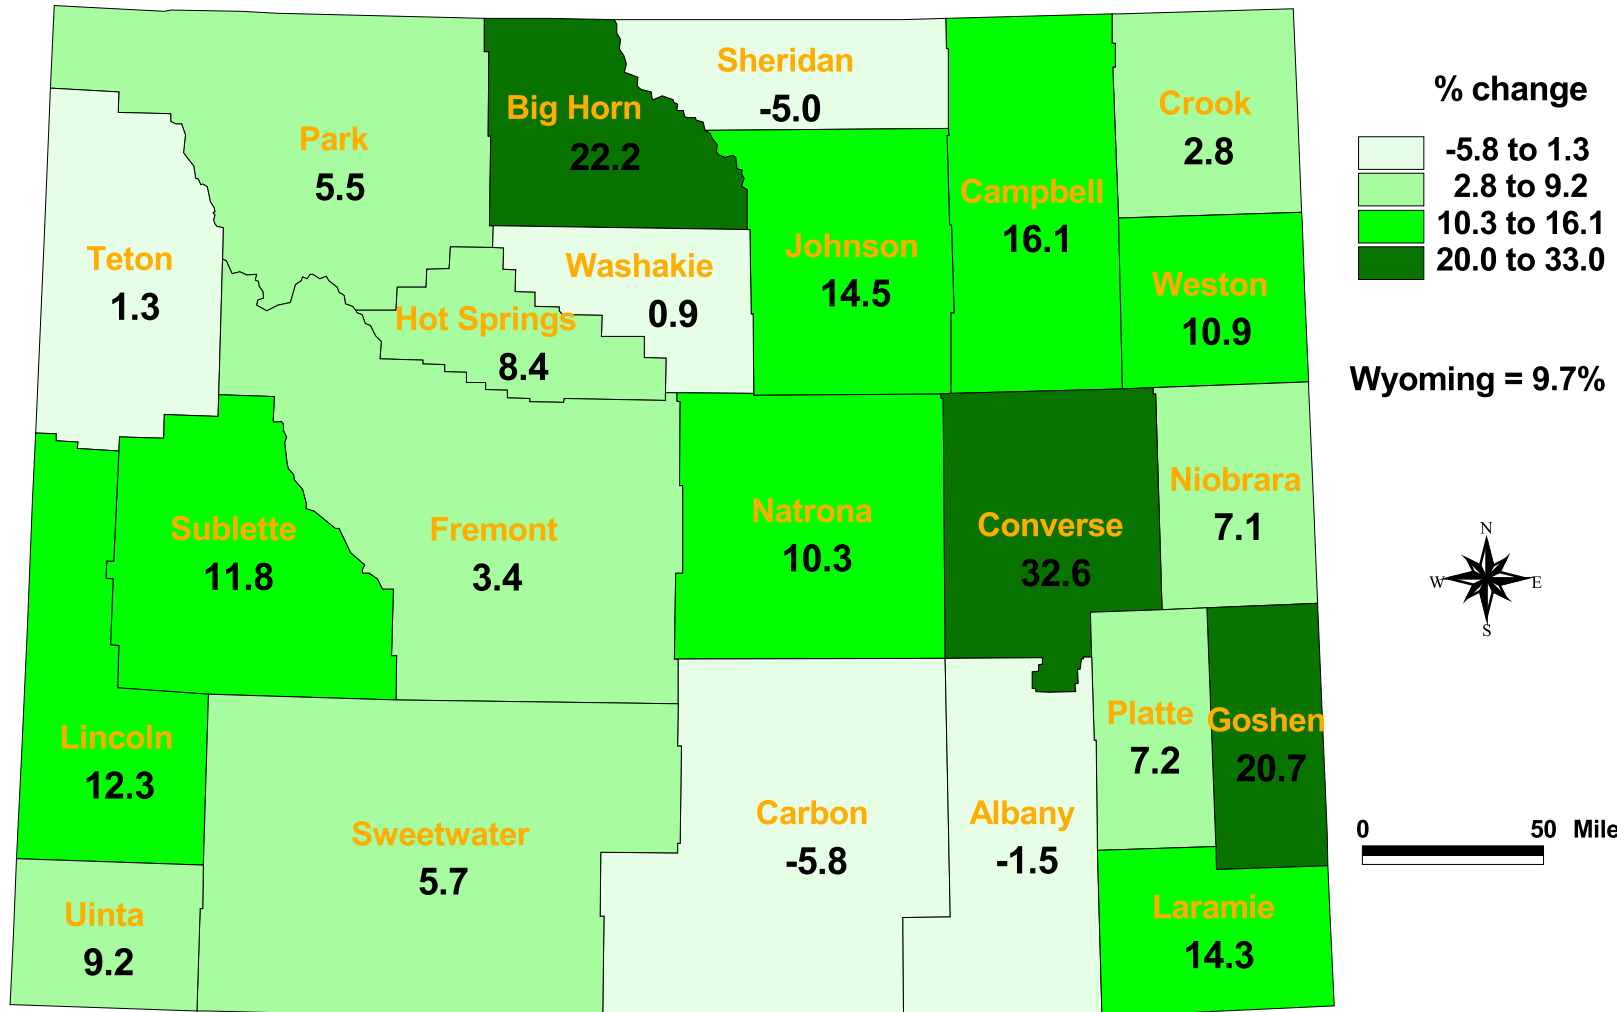 Sheridan
-5.0
% change
Big Horn
22.2
Crook
2.8
Park
5.5
-5.8 to 1.3
2.8 to 9.2
10.3 to 16.1
20.0 to 33.0
Campbell
16.1
Teton
1.3
Johnson
14.5
Washakie
0.9
Weston
10.9
Hot Springs
8.4
Wyoming = 9.7%
Niobrara
7.1
Natrona
10.3
Converse
32.6
Sublette
11.8
Fremont
3.4
N
W E
S
Platte
7.2
Goshen
20.7
Lincoln
12.3
Carbon
-5.8
Albany
-1.5
Sweetwater
5.7
0 50 Mile
Uinta
9.2
Laramie
14.3